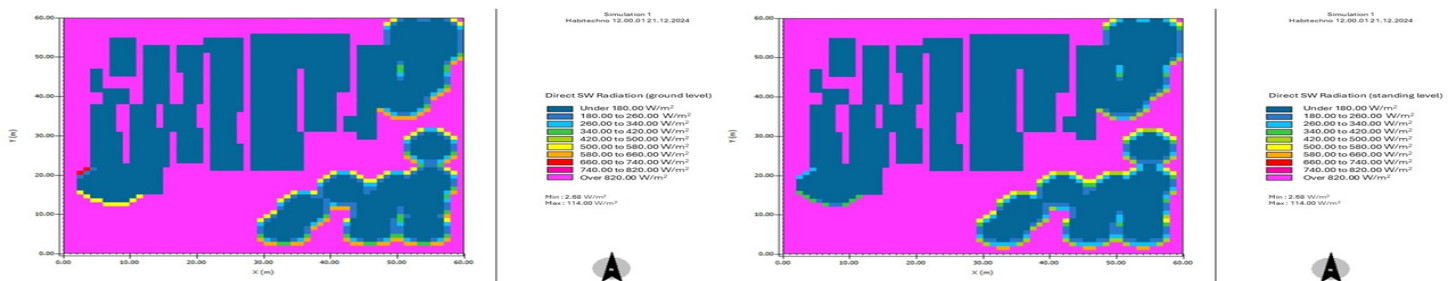 Simulation 1
Habitechno 12.00.01 21.12.2024
60.00
50.00
40.00
30.00
20.00
10.00
0.00
Y (m)
0.00 10.00 20.00 30.00 40.00 50.00 60.00
X (m)
Direct SW Radiation (ground level)
Under 180.00 W/m²
180.00 to 260.00 W/m²
260.00 to 340.00 W/m²
340.00 to 420.00 W/m²
420.00 to 500.00 W/m²
500.00 to 580.00 W/m²
580.00 to 660.00 W/m²
660.00 to 740.00 W/m²
740.00 to 820.00 W/m²
Over 820.00 W/m²
Min : 2.68 W/m²
Max : 114.00 W/m²
Simulation 1
Habitechno 12.00.01 21.12.2024
60.00
50.00
40.00
30.00
20.00
10.00
0.00
Y (m)
0.00 10.00 20.00 30.00 40.00 50.00 60.00
X (m)
Direct SW Radiation (standing level)
Under 180.00 W/m²
180.00 to 260.00 W/m²
260.00 to 340.00 W/m²
340.00 to 420.00 W/m²
420.00 to 500.00 W/m²
500.00 to 580.00 W/m²
580.00 to 660.00 W/m²
660.00 to 740.00 W/m²
740.00 to 820.00 W/m²
Over 820.00 W/m²
Min : 2.68 W/m²
Max : 114.00 W/m²